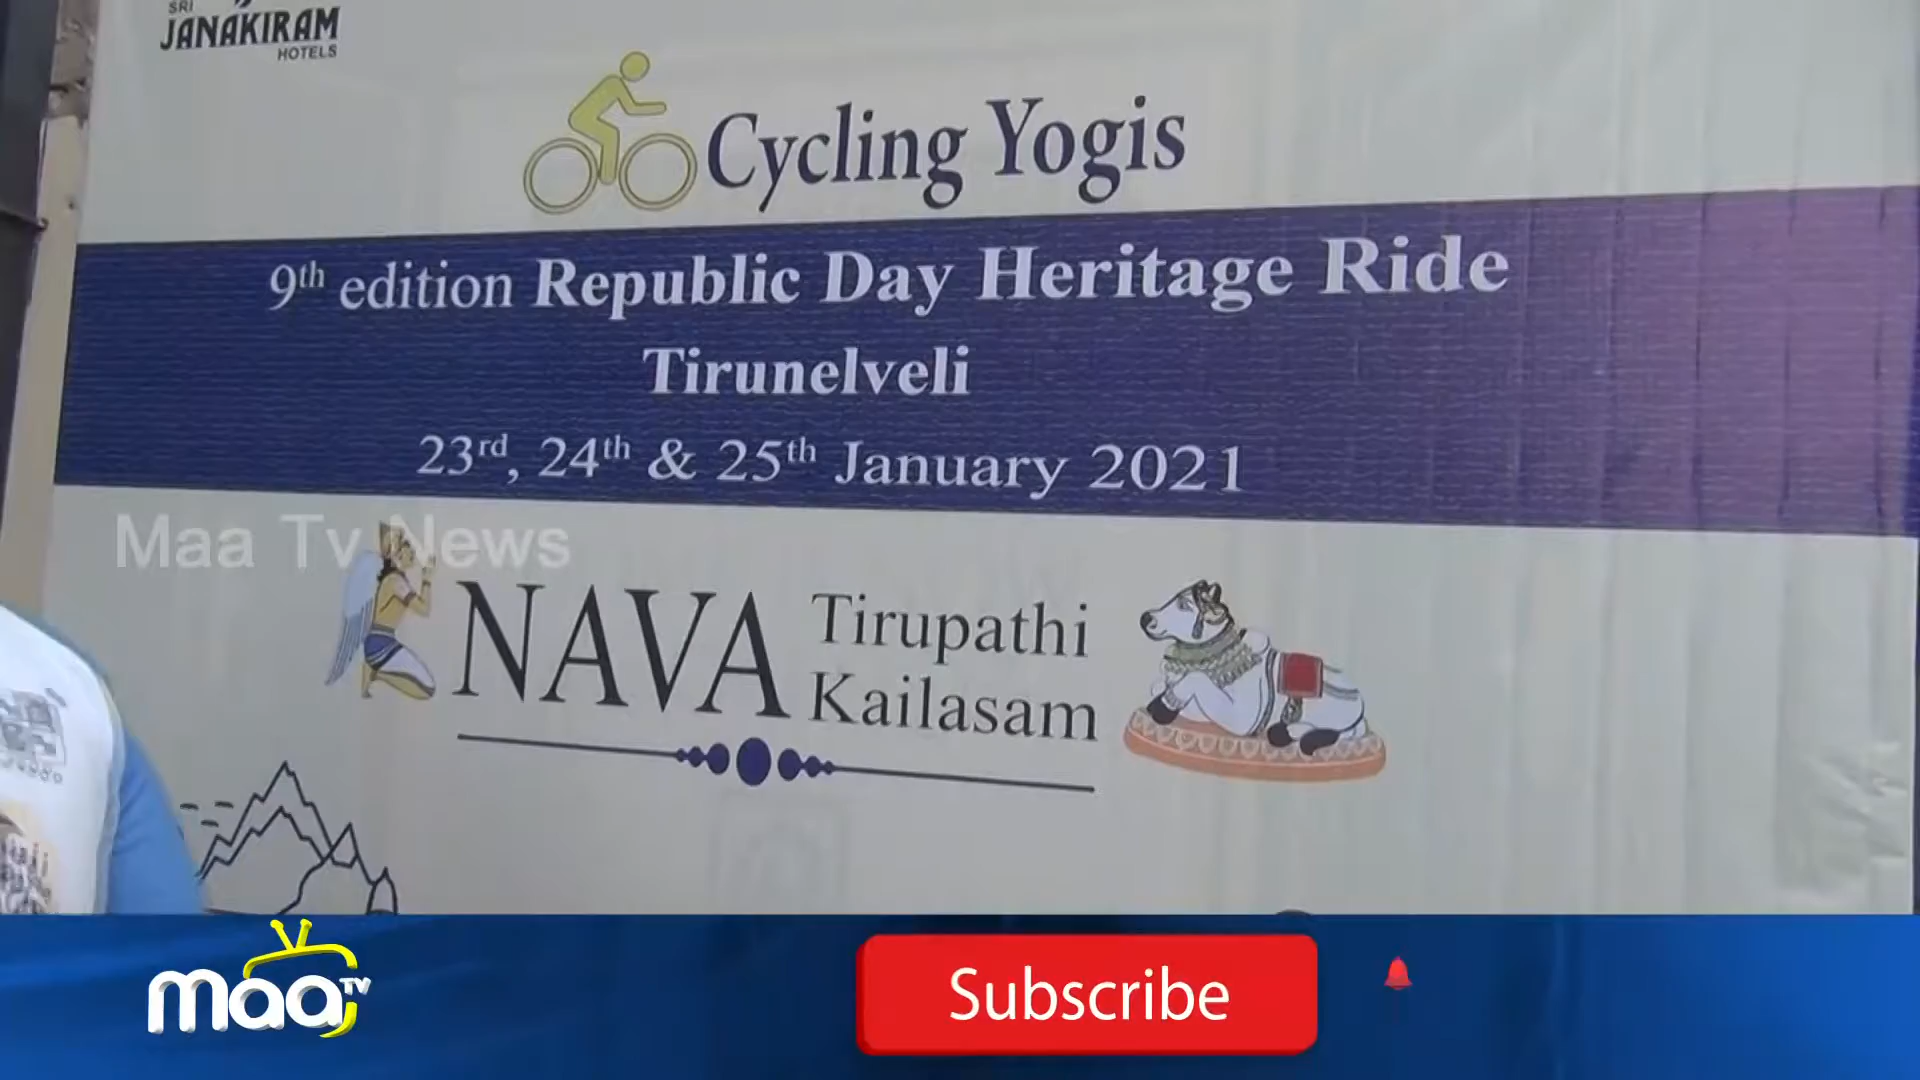 SRI
JANAKIRAM
HOTELS
Cycling Yogis
9th edition Republic Day Heritage Ride
Tirunelveli
23rd, 24th & 25th January 2021
Maa Tv News
NAVA Tirupathi
Kailasam
maa TV
Subscribe